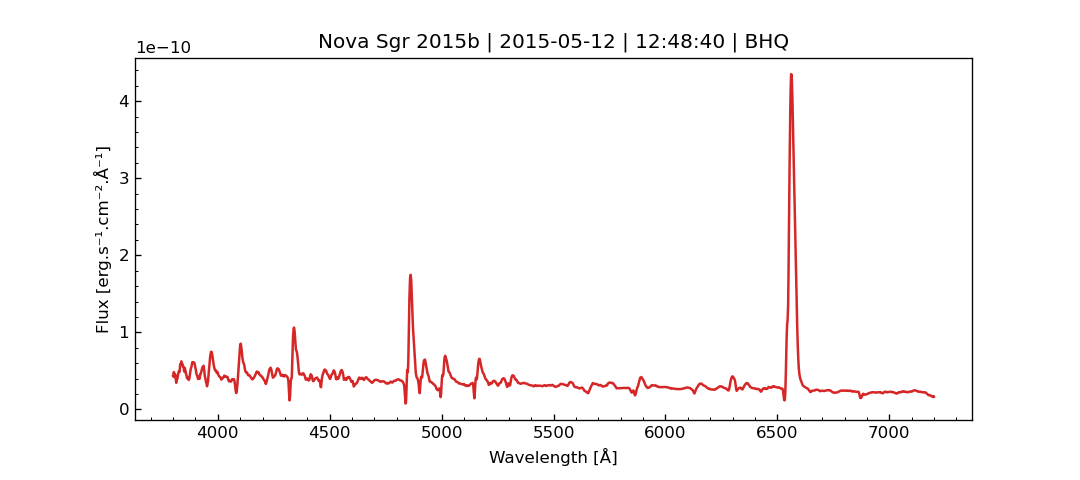 Nova Sgr 2015b | 2015-05-12 | 12:48:40 | BHQ
1e−10
4
3
2
1
0
Flux [erg.s⁻¹.cm⁻².Å⁻¹]
4000 4500 5000 5500 6000 6500 7000
Wavelength [Å]